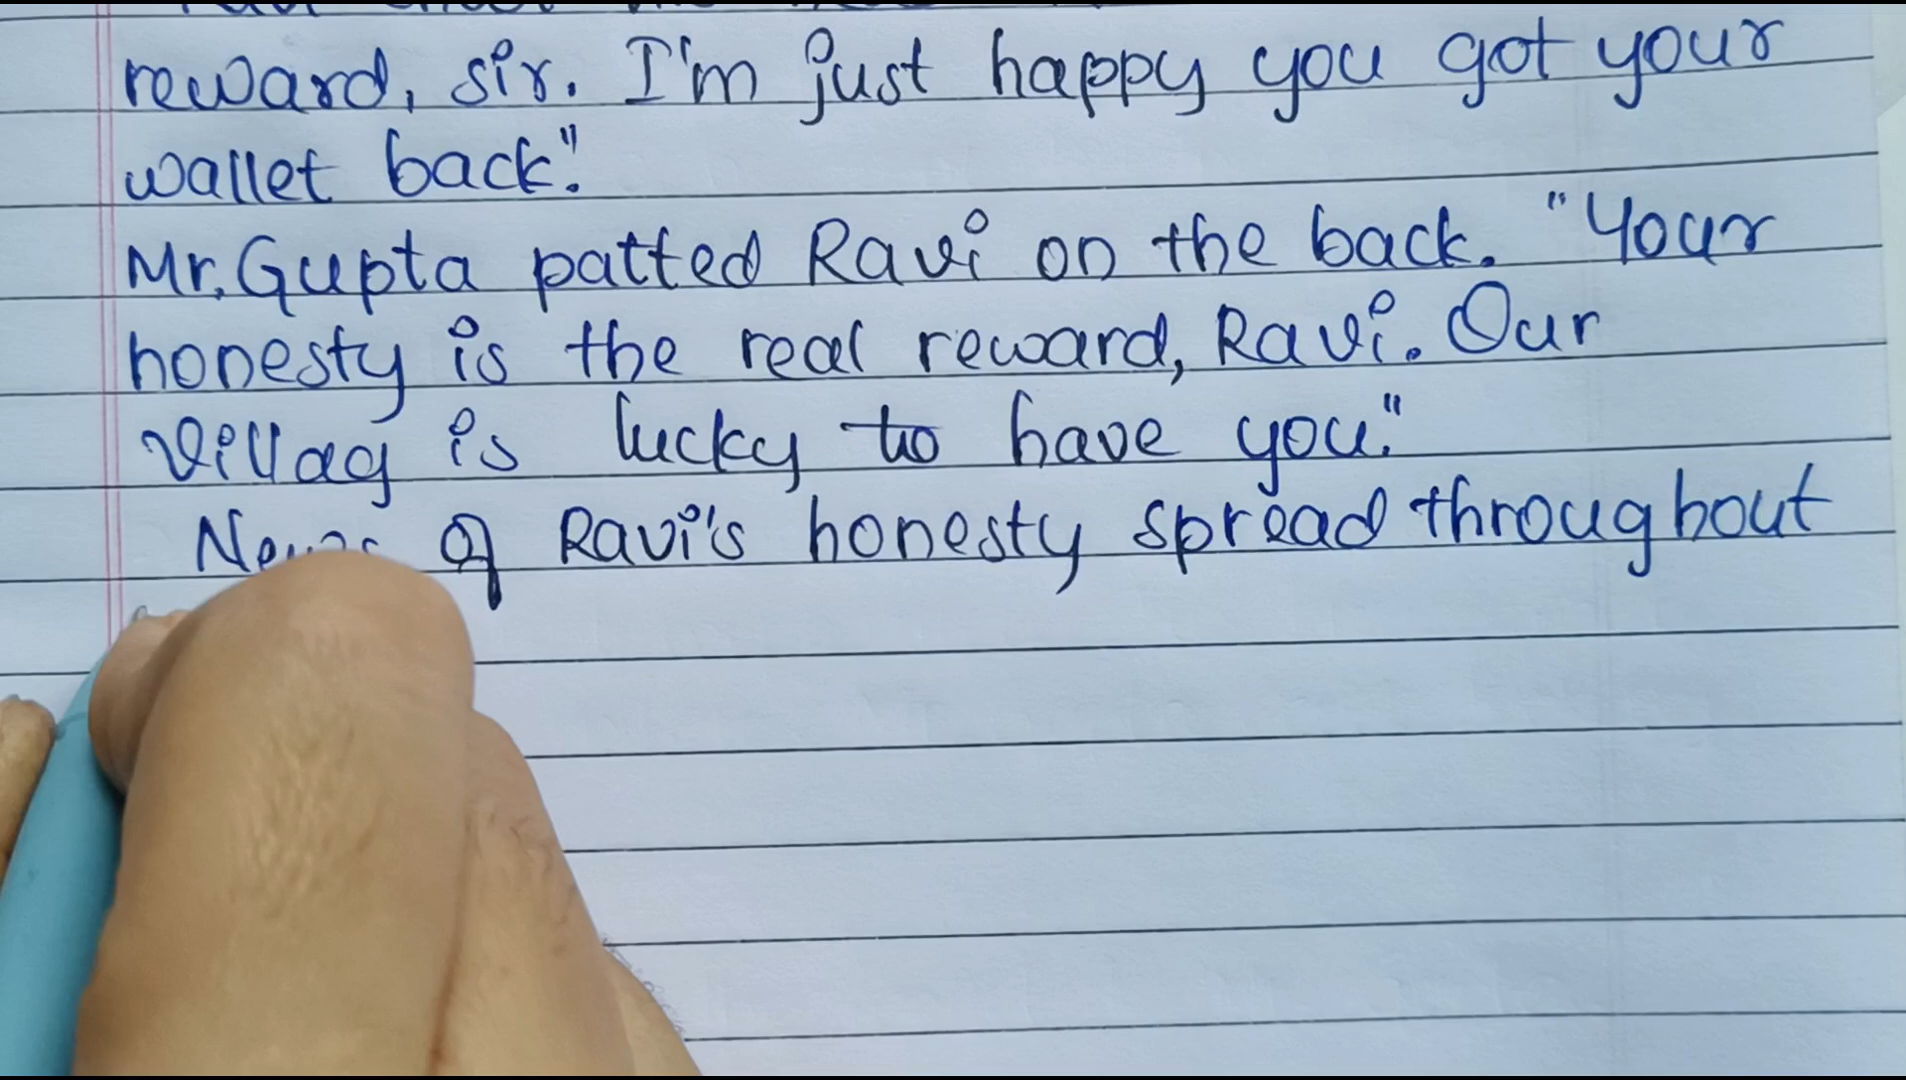 reward, sir. I'm just happy you got your
wallet back."
Mr. Gupta patted Ravi on the back. "Your
honesty is the real reward, Ravi. Our
Villag is lucky to have you."
News of Ravi's honesty spread throughout